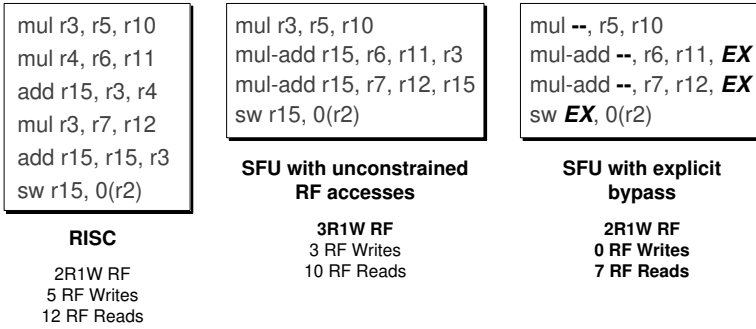 mul r3, r5, r10
mul r4, r6, r11
add r15, r3, r4
mul r3, r7, r12
add r15, r15, r3
sw r15, 0(r2)
RISC
2R1W RF
5 RF Writes
12 RF Reads
mul r3, r5, r10
mul-add r15, r6, r11, r3
mul-add r15, r7, r12, r15
sw r15, 0(r2)
SFU with unconstrained
RF accesses
3R1W RF
3 RF Writes
10 RF Reads
mul --, r5, r10
mul-add --, r6, r11, EX
mul-add --, r7, r12, EX
sw EX, 0(r2)
SFU with explicit
bypass
2R1W RF
0 RF Writes
7 RF Reads